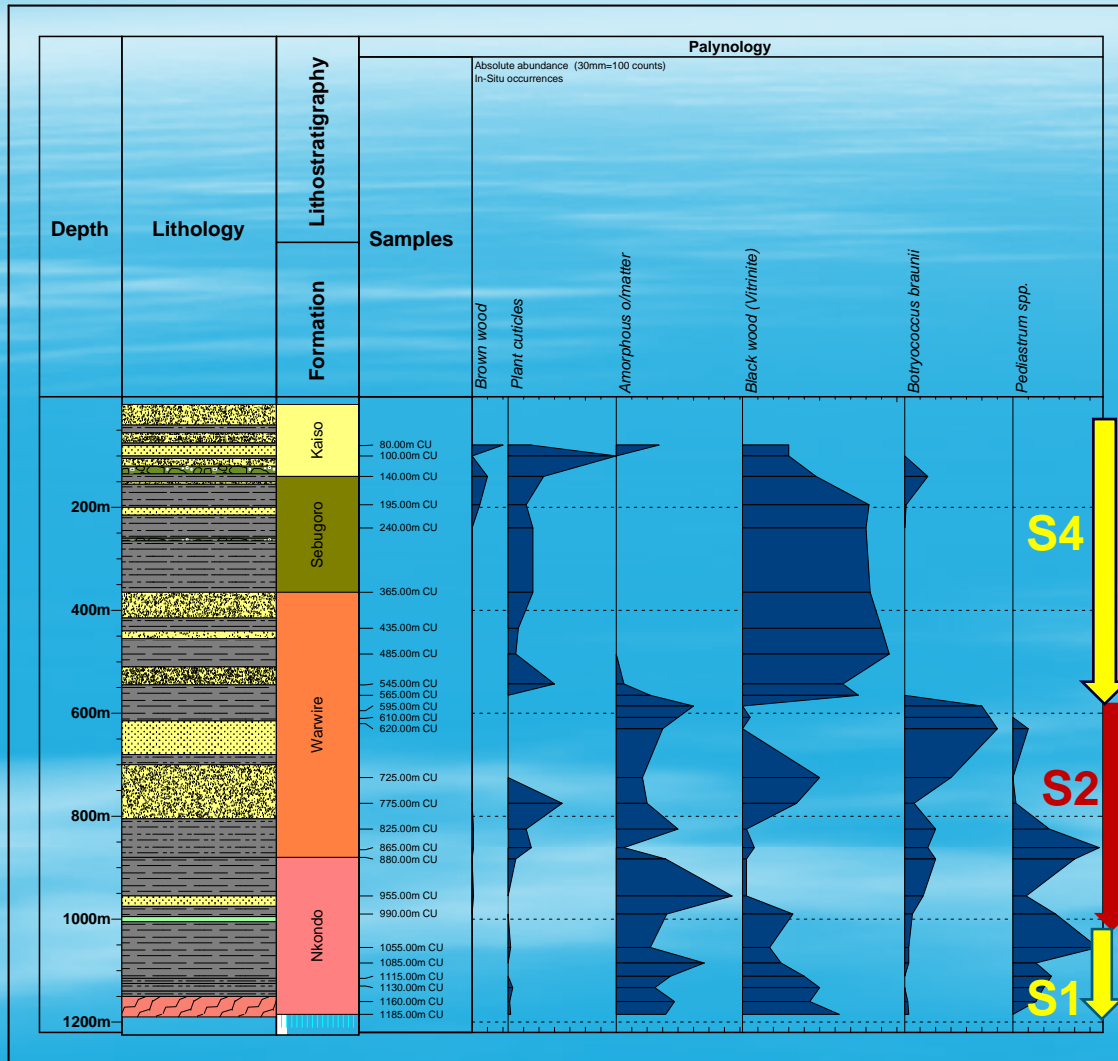 Palynology
Absolute abundance (30mm=100 counts)
In-Situ occurrences
Depth
Lithology
Lithostratigraphy
Formation
Samples
Brown wood
Plant cuticles
Amorphous o/matter
Black wood (Vitrinite)
Botryococcus braunii
Pediastrum spp.
200m
400m
600m
800m
1000m
1200m
Kaiso
Sebugoro
Warwire
Nkondo
80.00m CU
100.00m CU
140.00m CU
195.00m CU
240.00m CU
365.00m CU
435.00m CU
485.00m CU
545.00m CU
565.00m CU
595.00m CU
610.00m CU
620.00m CU
725.00m CU
775.00m CU
825.00m CU
865.00m CU
880.00m CU
955.00m CU
990.00m CU
1055.00m CU
1085.00m CU
1115.00m CU
1130.00m CU
1160.00m CU
1185.00m CU
S4
S2
S1